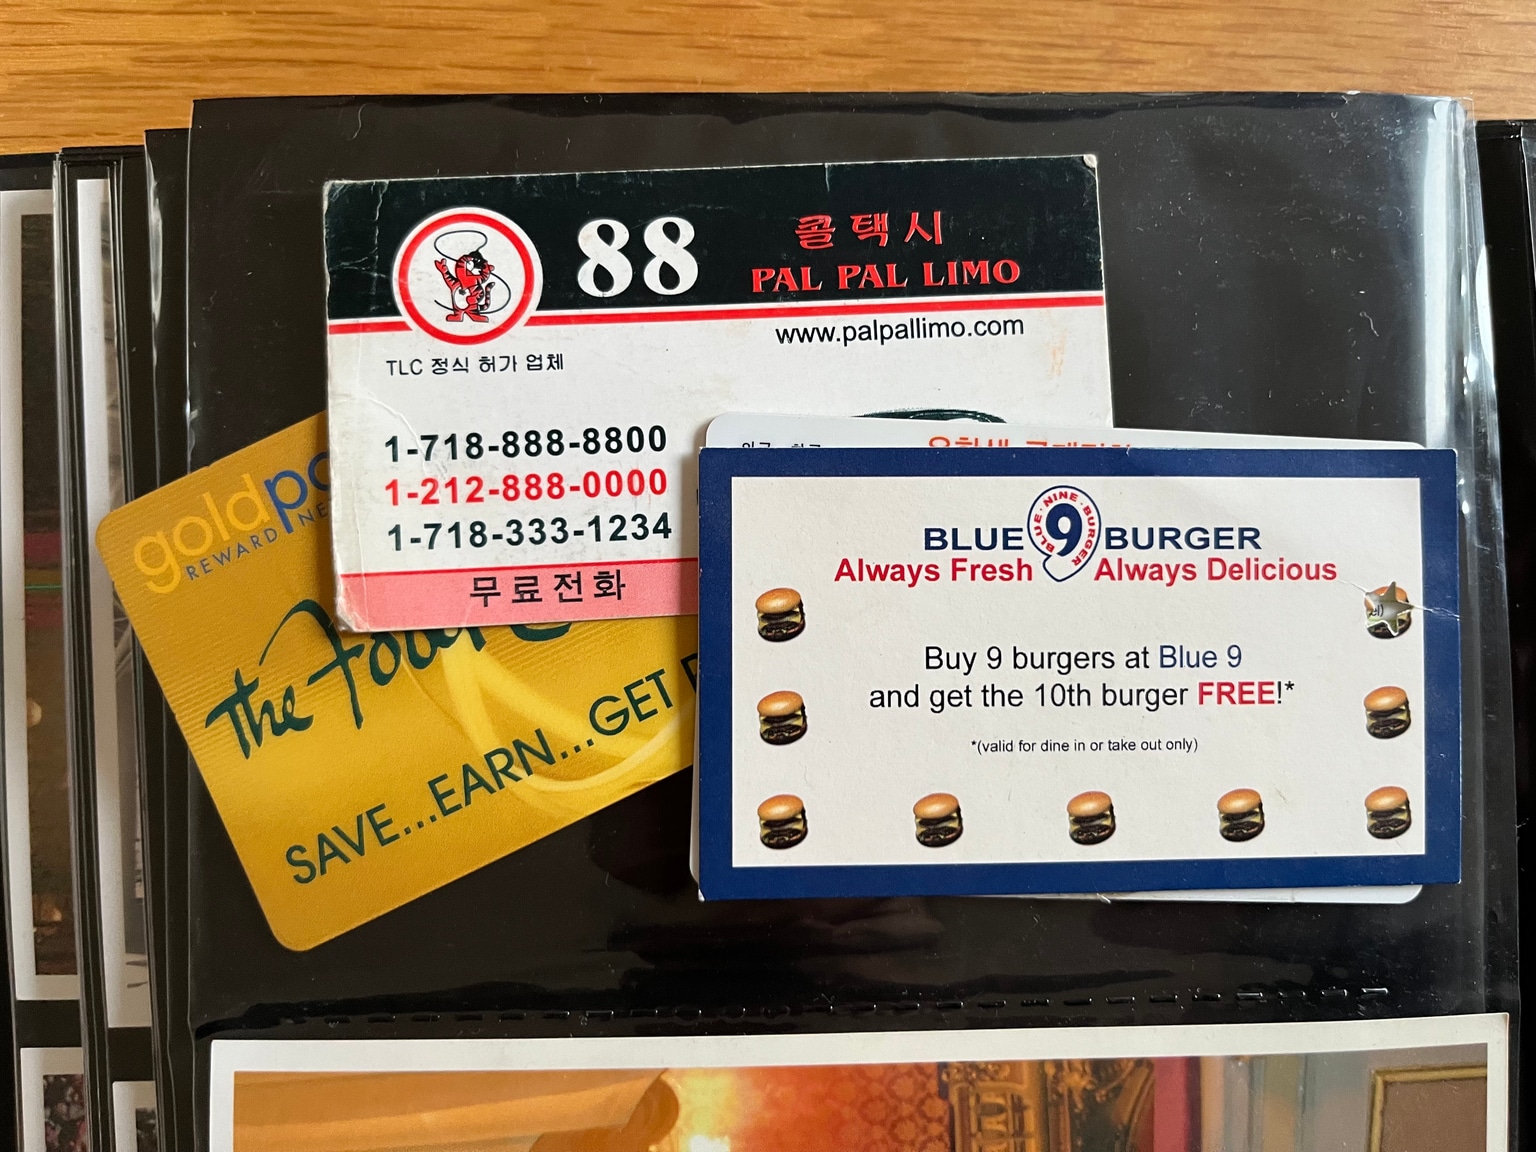 88
콜택시
PAL PAL LIMO
www.palpallimo.com
TLC 정식 허가 업체
1-718-888-8800
1-212-888-0000
1-718-333-1234
무료전화
gold
REWARD
The
SAVE...EARN...GET
BLUE 9 BURGER
BLUE · NINE · BURGER
Always Fresh Always Delicious
Buy 9 burgers at Blue 9
and get the 10th burger FREE!*
*(valid for dine in or take out only)